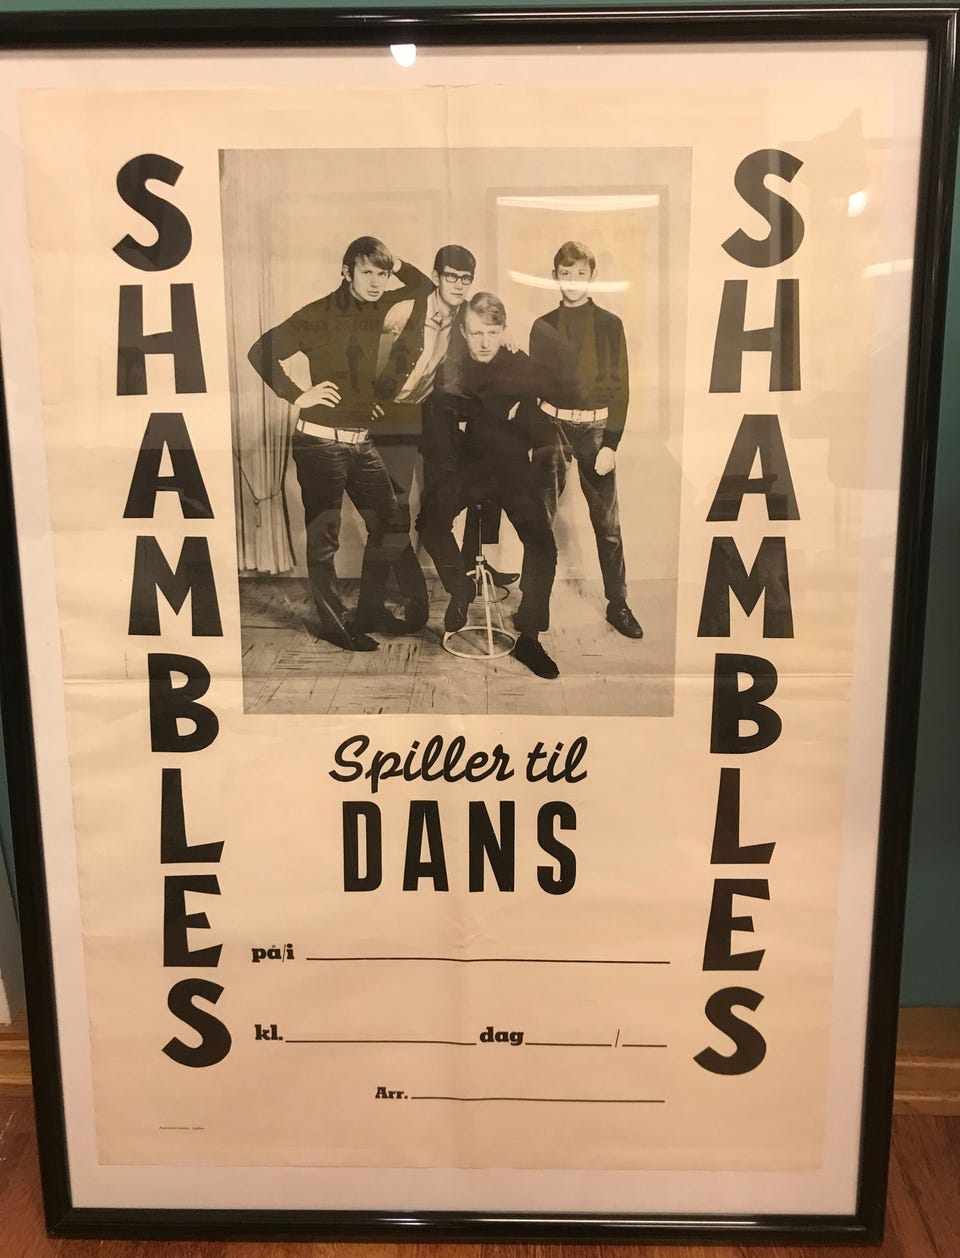 SHAMBLES
SHAMBLES
Spiller til
DANS
på/i
kl. dag /
Arr.